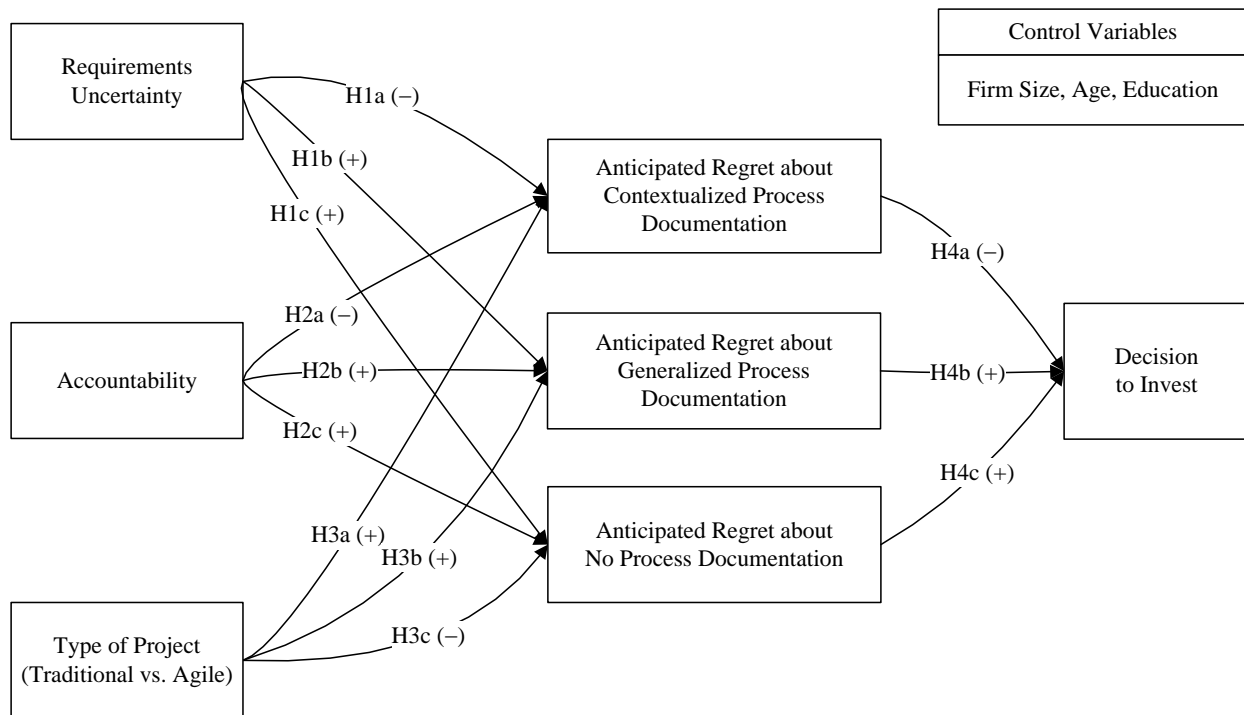 Control Variables
Firm Size, Age, Education
Requirements
Uncertainty
H1a (−)
H1b (+)
H1c (+)
Anticipated Regret about
Contextualized Process
Documentation
H4a (−)
H2a (−)
Accountability
H2b (+)
H2c (+)
Anticipated Regret about
Generalized Process
Documentation
H4b (+)
Decision
to Invest
H4c (+)
H3a (+)
H3b (+)
H3c (−)
Anticipated Regret about
No Process Documentation
Type of Project
(Traditional vs. Agile)